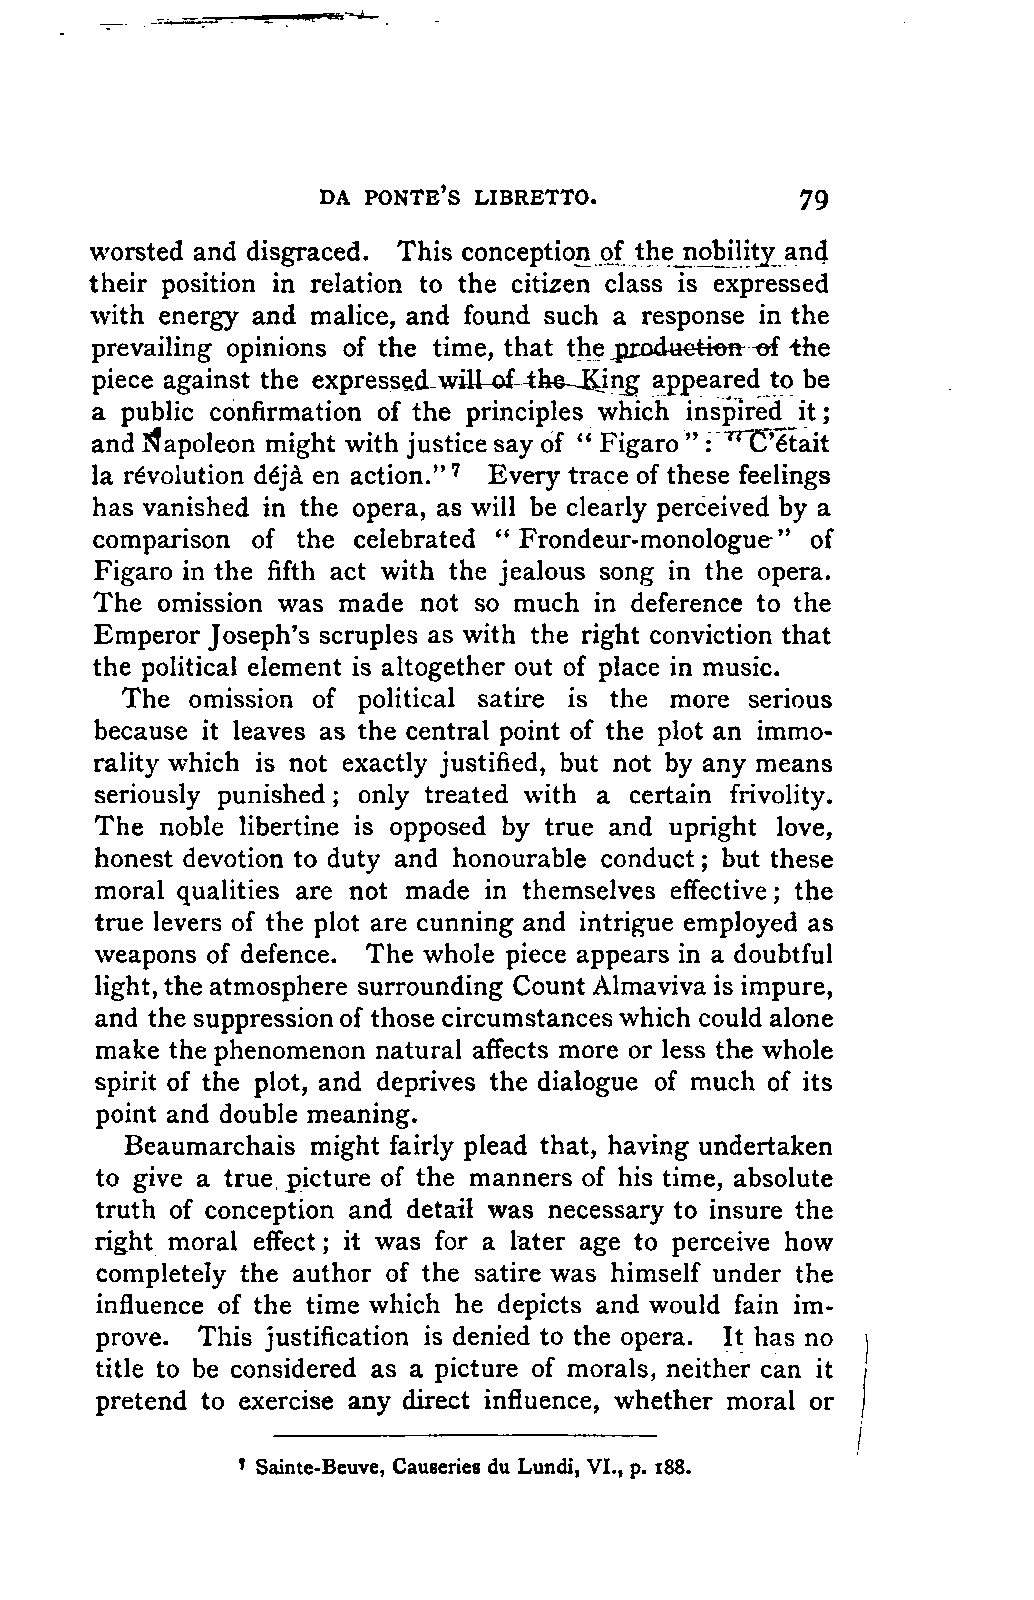 DA PONTE'S LIBRETTO. 79
worsted and disgraced. This conception of the nobility and
their position in relation to the citizen class is expressed
with energy and malice, and found such a response in the
prevailing opinions of the time, that the production of the
piece against the expressed will of the King appeared to be
a public confirmation of the principles which inspired it;
and Napoleon might with justice say of "Figaro": "C'était
la révolution déjà en action."⁷ Every trace of these feelings
has vanished in the opera, as will be clearly perceived by a
comparison of the celebrated "Frondeur-monologue" of
Figaro in the fifth act with the jealous song in the opera.
The omission was made not so much in deference to the
Emperor Joseph's scruples as with the right conviction that
the political element is altogether out of place in music.
The omission of political satire is the more serious
because it leaves as the central point of the plot an immo-
rality which is not exactly justified, but not by any means
seriously punished; only treated with a certain frivolity.
The noble libertine is opposed by true and upright love,
honest devotion to duty and honourable conduct; but these
moral qualities are not made in themselves effective; the
true levers of the plot are cunning and intrigue employed as
weapons of defence. The whole piece appears in a doubtful
light, the atmosphere surrounding Count Almaviva is impure,
and the suppression of those circumstances which could alone
make the phenomenon natural affects more or less the whole
spirit of the plot, and deprives the dialogue of much of its
point and double meaning.
Beaumarchais might fairly plead that, having undertaken
to give a true picture of the manners of his time, absolute
truth of conception and detail was necessary to insure the
right moral effect; it was for a later age to perceive how
completely the author of the satire was himself under the
influence of the time which he depicts and would fain im-
prove. This justification is denied to the opera. It has no
title to be considered as a picture of morals, neither can it
pretend to exercise any direct influence, whether moral or
⁷ Sainte-Beuve, Causeries du Lundi, VI., p. 188.